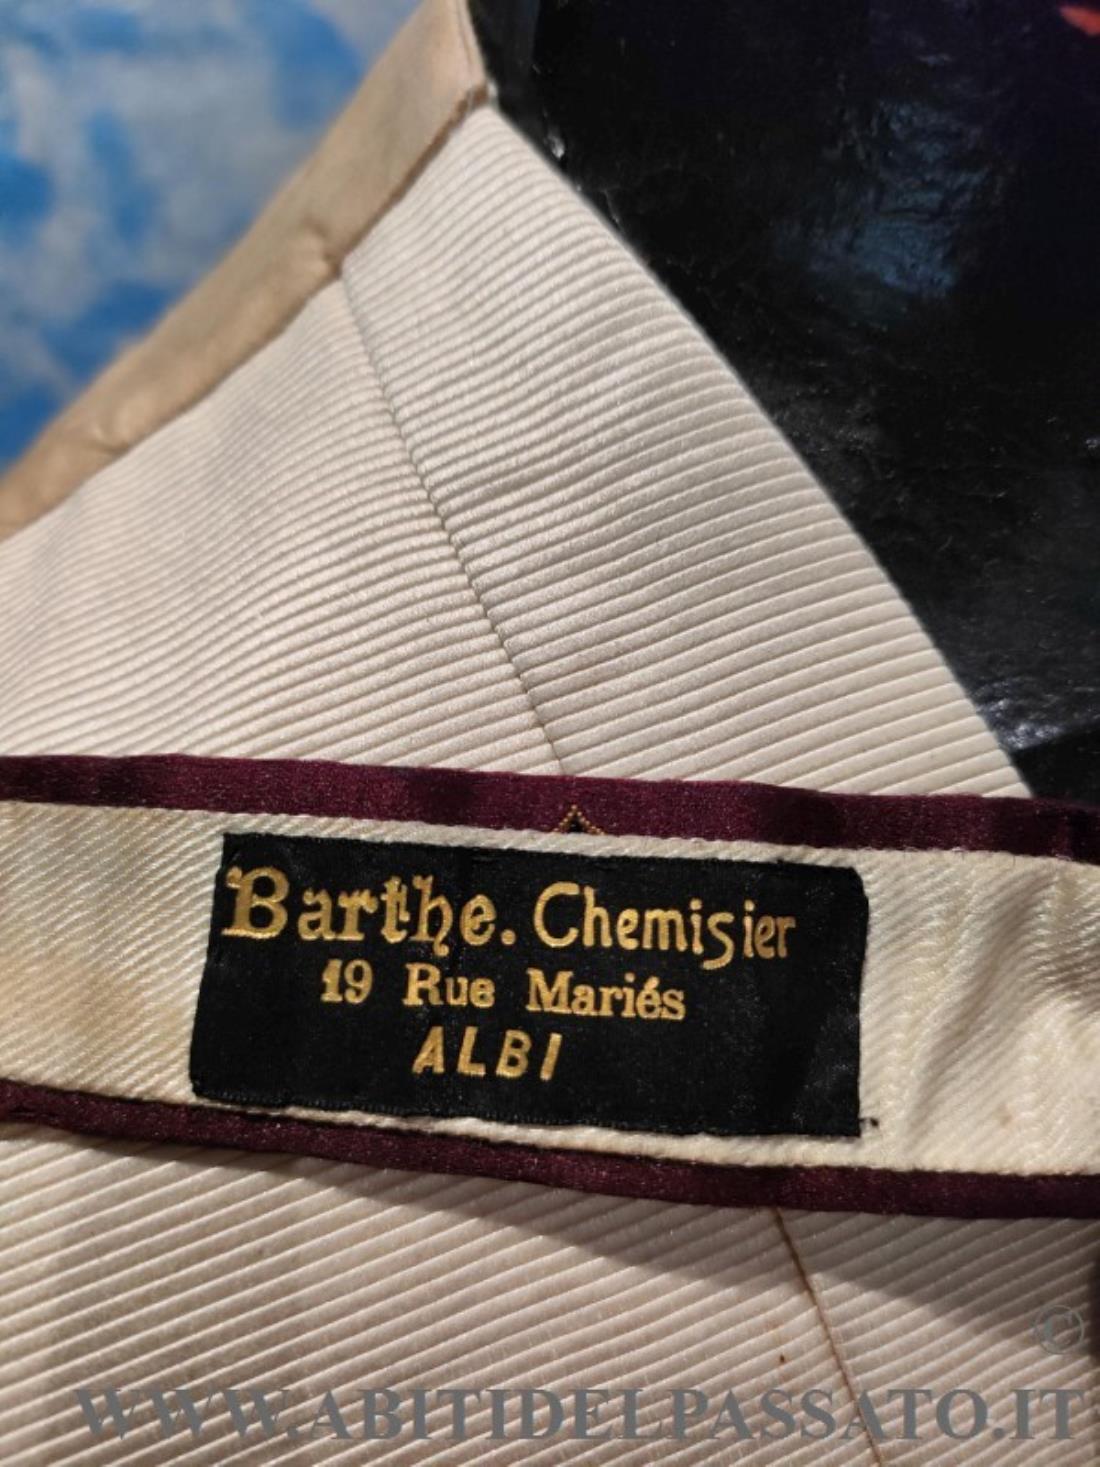 Barthe. Chemisier
19 Rue Mariés
ALBI
©
WWW.ABITIDELPASSATO.IT